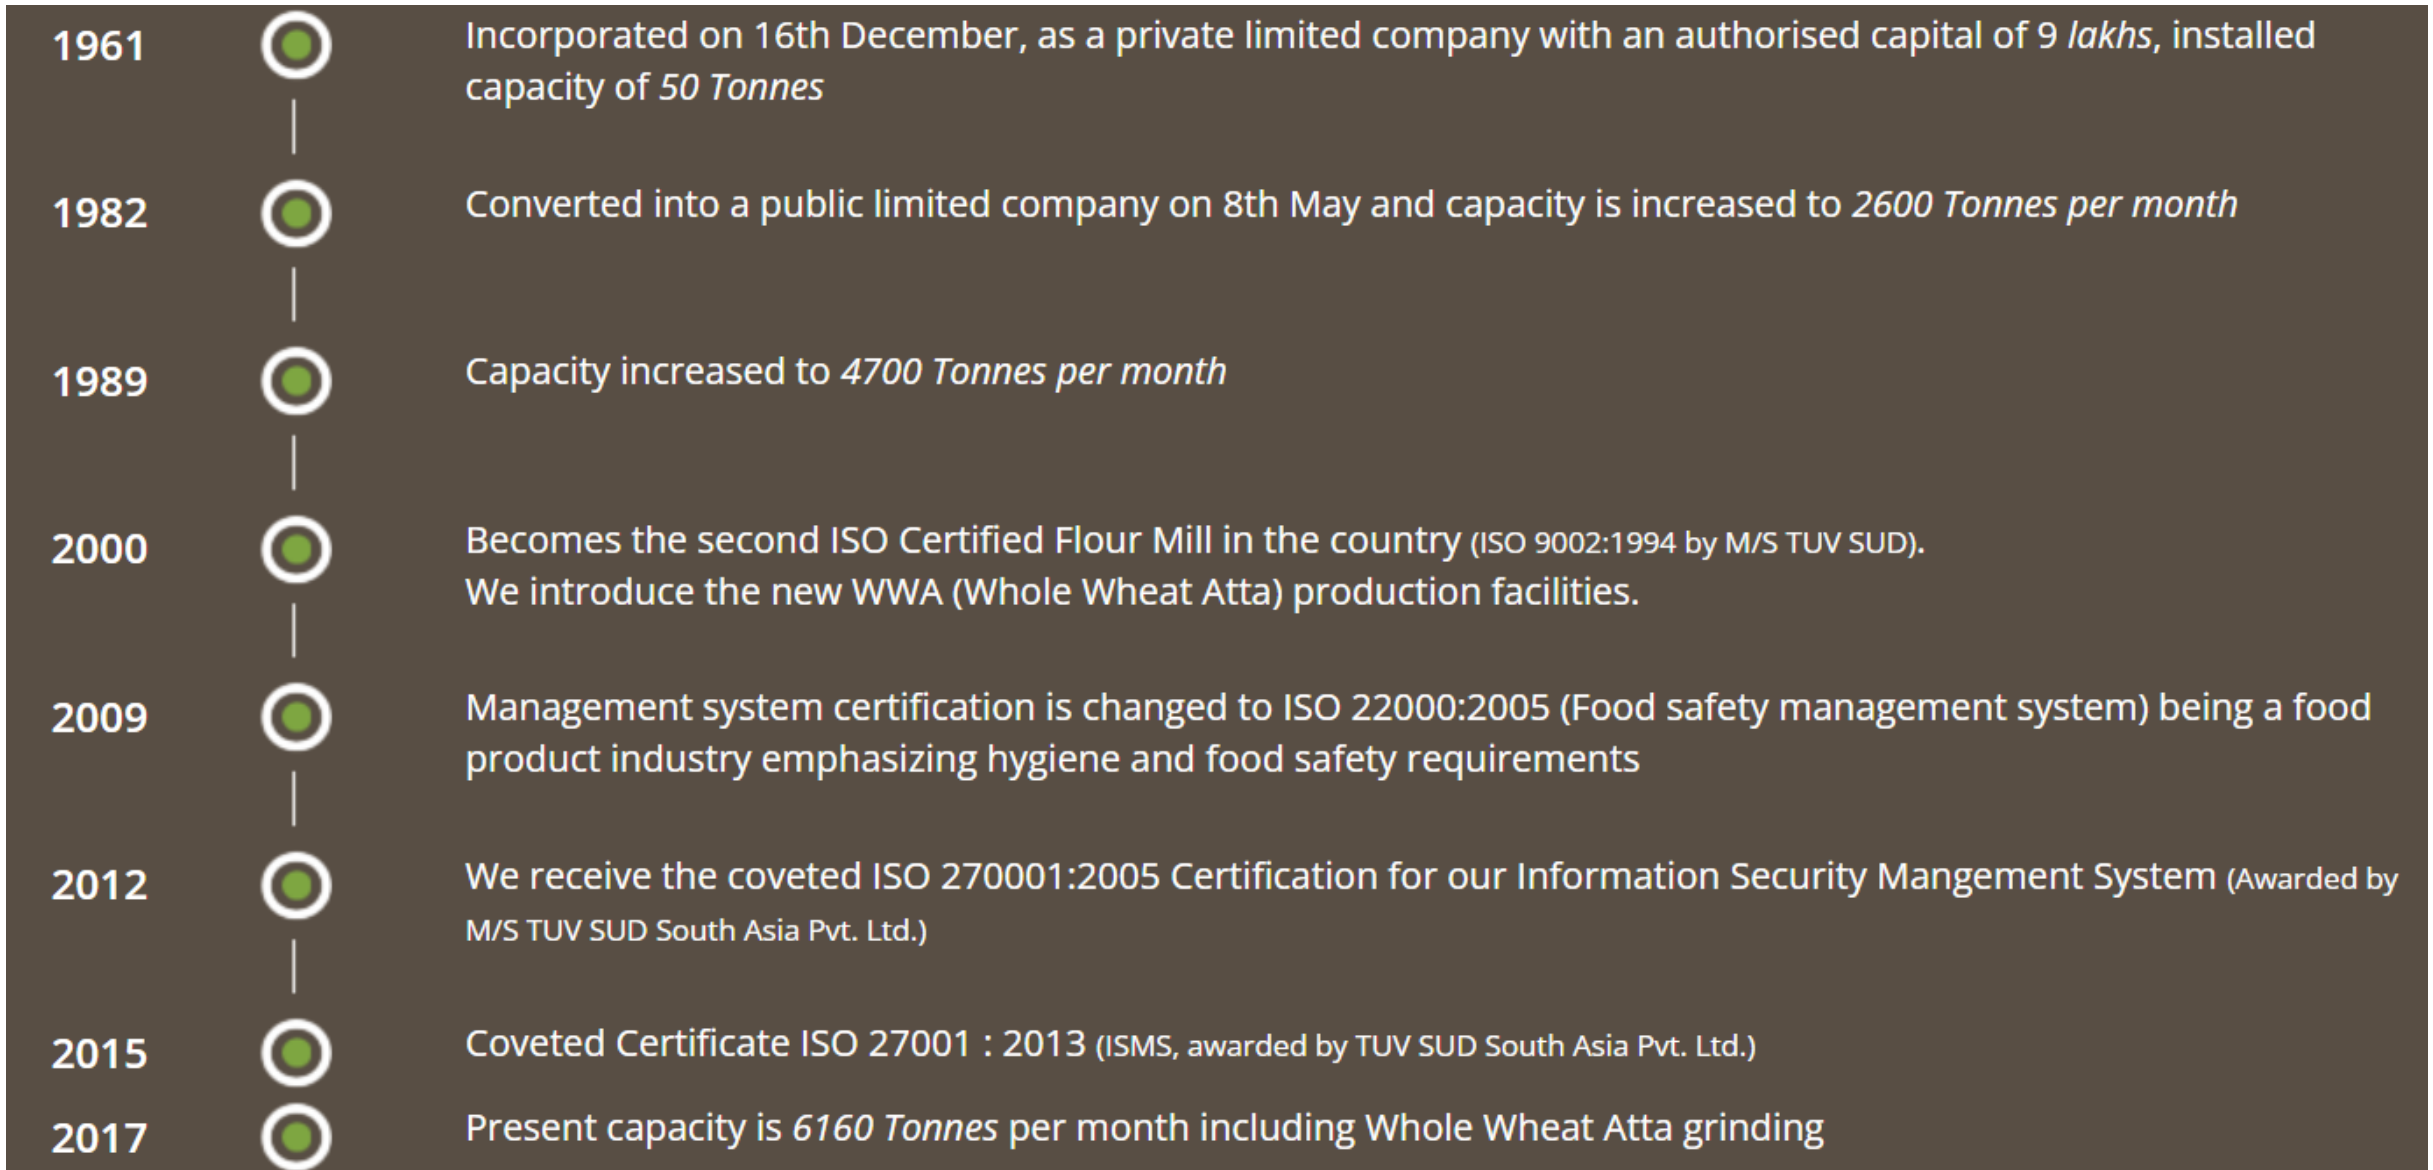 1961
Incorporated on 16th December, as a private limited company with an authorised capital of 9 lakhs, installed
capacity of 50 Tonnes
1982
Converted into a public limited company on 8th May and capacity is increased to 2600 Tonnes per month
1989
Capacity increased to 4700 Tonnes per month
2000
Becomes the second ISO Certified Flour Mill in the country (ISO 9002:1994 by M/S TUV SUD).
We introduce the new WWA (Whole Wheat Atta) production facilities.
2009
Management system certification is changed to ISO 22000:2005 (Food safety management system) being a food
product industry emphasizing hygiene and food safety requirements
2012
We receive the coveted ISO 270001:2005 Certification for our Information Security Mangement System (Awarded by
M/S TUV SUD South Asia Pvt. Ltd.)
2015
Coveted Certificate ISO 27001 : 2013 (ISMS, awarded by TUV SUD South Asia Pvt. Ltd.)
2017
Present capacity is 6160 Tonnes per month including Whole Wheat Atta grinding